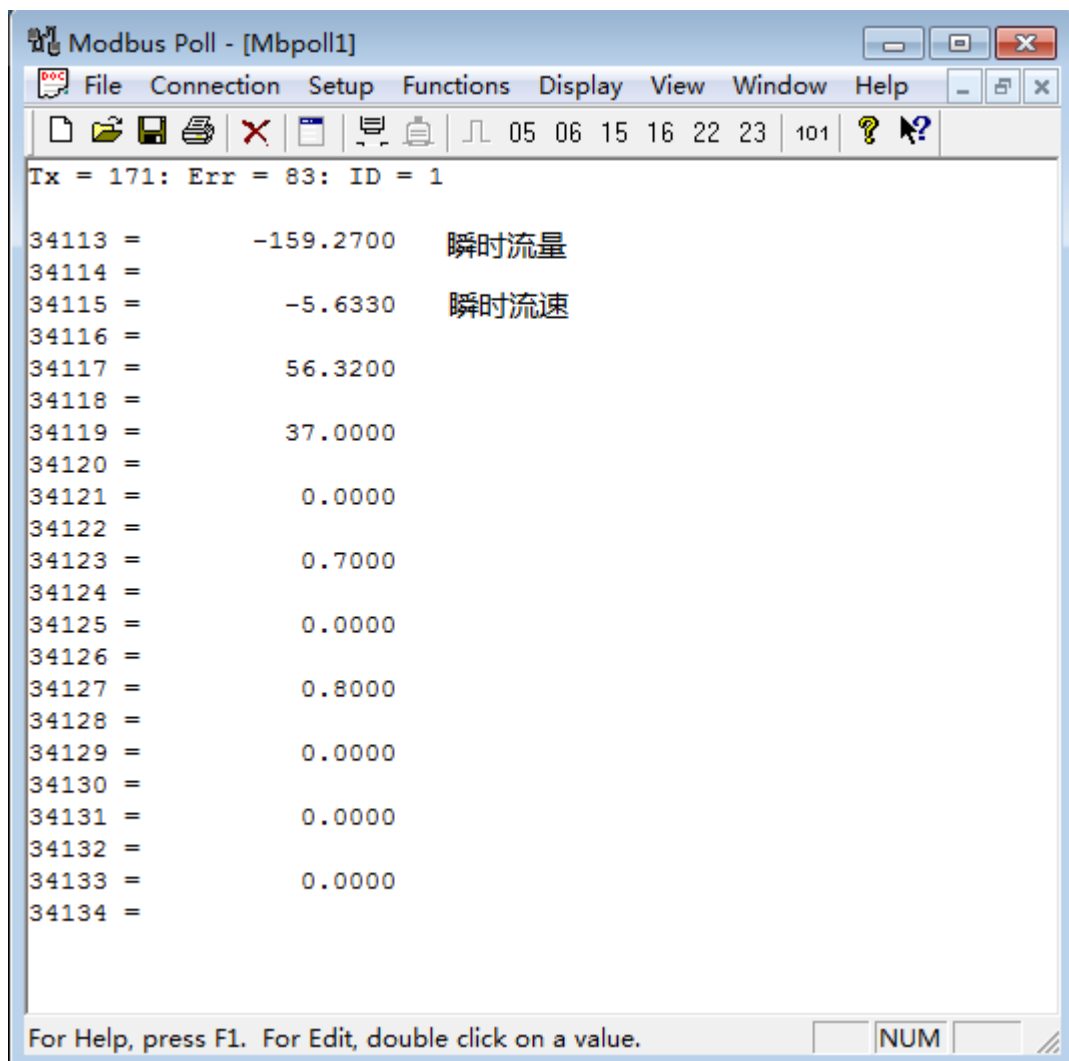 Modbus Poll - [Mbpoll1]
File Connection Setup Functions Display View Window Help
05 06 15 16 22 23 101
Tx = 171: Err = 83: ID = 1
34113 = -159.2700 瞬时流量
34114 =
34115 = -5.6330 瞬时流速
34116 =
34117 = 56.3200
34118 =
34119 = 37.0000
34120 =
34121 = 0.0000
34122 =
34123 = 0.7000
34124 =
34125 = 0.0000
34126 =
34127 = 0.8000
34128 =
34129 = 0.0000
34130 =
34131 = 0.0000
34132 =
34133 = 0.0000
34134 =
For Help, press F1. For Edit, double click on a value. NUM